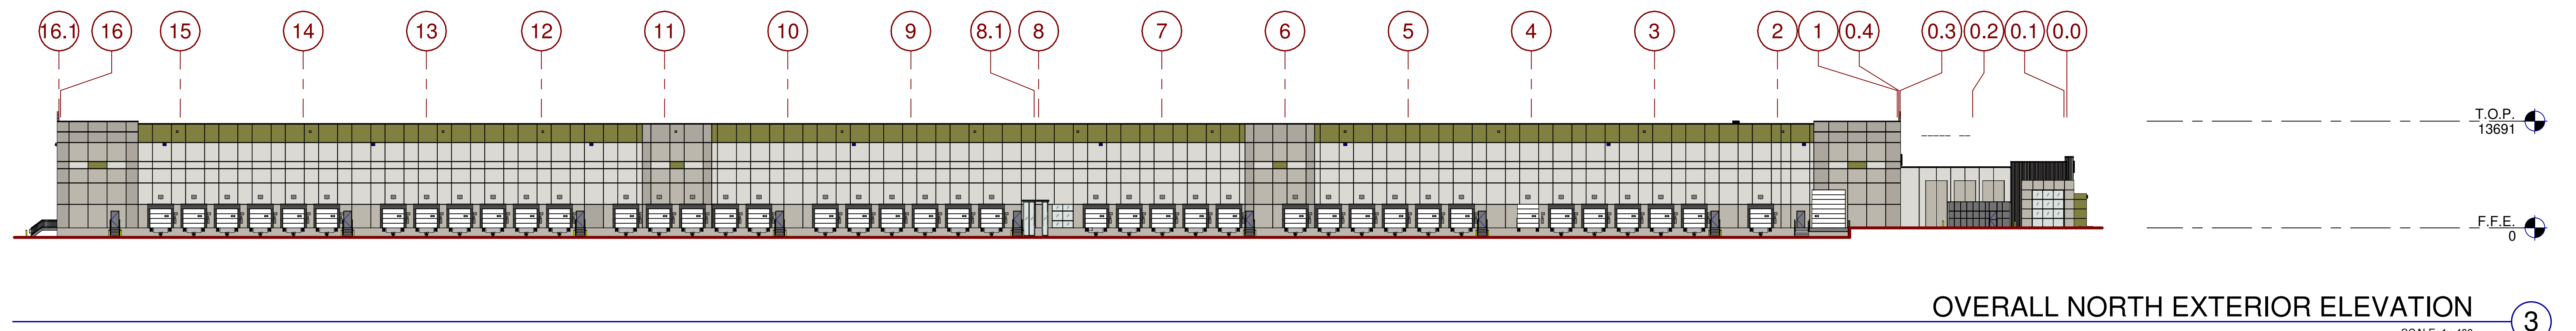 16.1 16 15 14 13 12 11 10 9 8.1 8 7 6 5 4 3 2 1 0.4 0.3 0.2 0.1 0.0
T.O.P.
13691
F.F.E.
0
OVERALL NORTH EXTERIOR ELEVATION
3